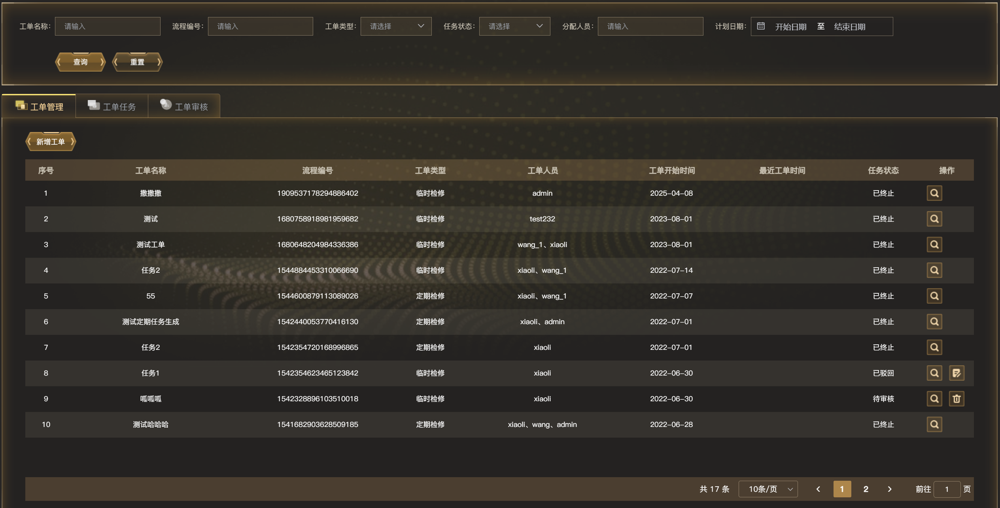 工单名称： 请输入 流程编号： 请输入 工单类型： 请选择 任务状态： 请选择 分配人员： 请输入 计划日期： 开始日期 至 结束日期
查询 重置
工单管理 工单任务 工单审核
新增工单
序号 工单名称 流程编号 工单类型 工单人员 工单开始时间 最近工单时间 任务状态 操作
1 撒撒撒 1909537178294886402 临时检修 admin 2025-04-08 已终止
2 测试 1680758918981959682 临时检修 test232 2023-08-01 已终止
3 测试工单 1680648204984336386 临时检修 wang_1、xiaoli 2023-08-01 已终止
4 任务2 1544884453310066690 临时检修 xiaoli、wang_1 2022-07-14 已终止
5 55 1544600879113089026 定期检修 xiaoli、wang_1 2022-07-07 已终止
6 测试定期任务生成 1542440053770416130 定期检修 xiaoli、admin 2022-07-01 已终止
7 任务2 1542354720168996865 定期检修 xiaoli 2022-07-01 已终止
8 任务1 1542354623465123842 临时检修 xiaoli 2022-06-30 已驳回
9 呱呱呱 1542328896103510018 临时检修 xiaoli 2022-06-30 待审核
10 测试哈哈哈 1541682903628509185 定期检修 xiaoli、wang、admin 2022-06-28 已终止
共 17 条 10条/页 1 2 前往 1 页